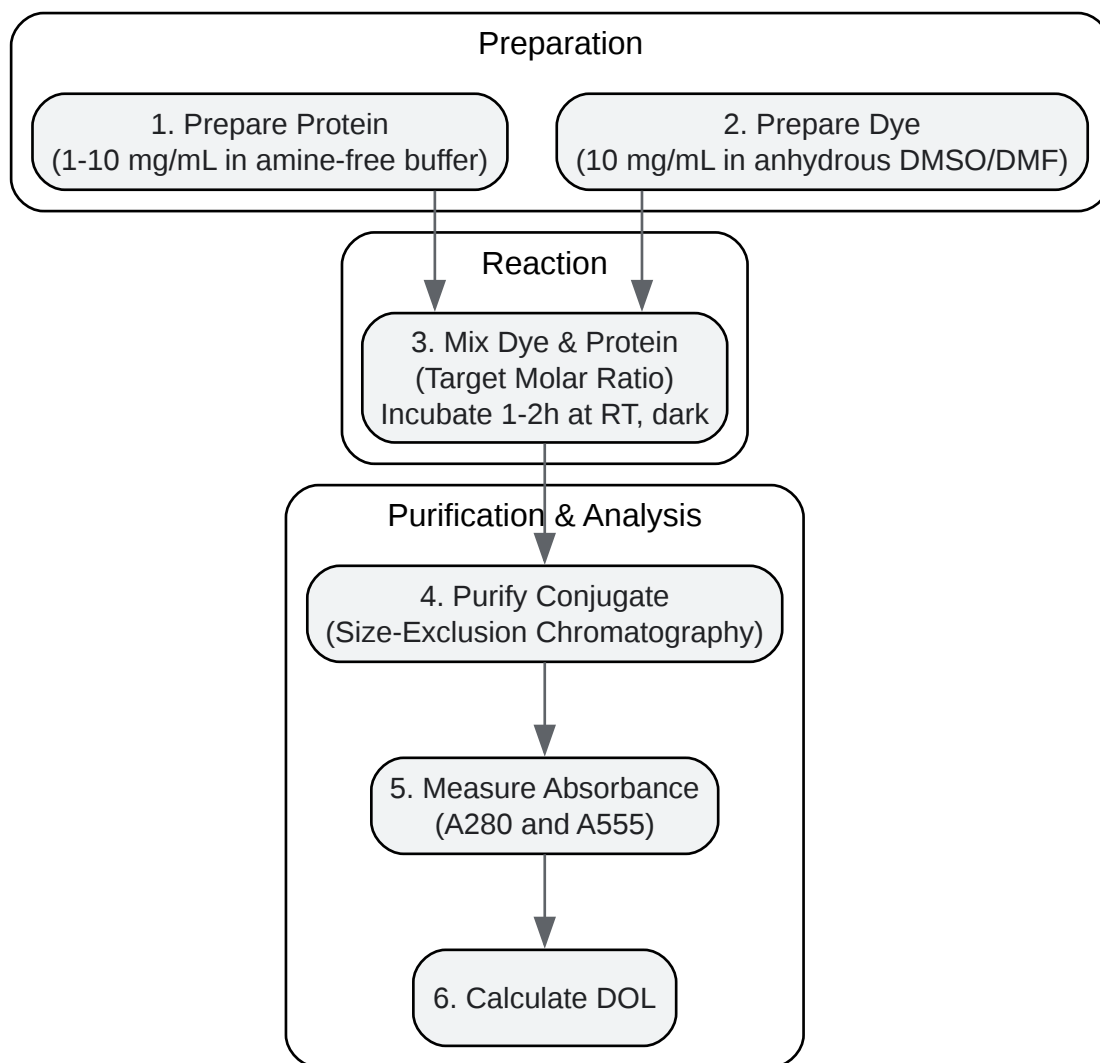 Preparation
1. Prepare Protein
(1-10 mg/mL in amine-free buffer)
2. Prepare Dye
(10 mg/mL in anhydrous DMSO/DMF)
Reaction
3. Mix Dye & Protein
(Target Molar Ratio)
Incubate 1-2h at RT, dark
Purification & Analysis
4. Purify Conjugate
(Size-Exclusion Chromatography)
5. Measure Absorbance
(A280 and A555)
6. Calculate DOL